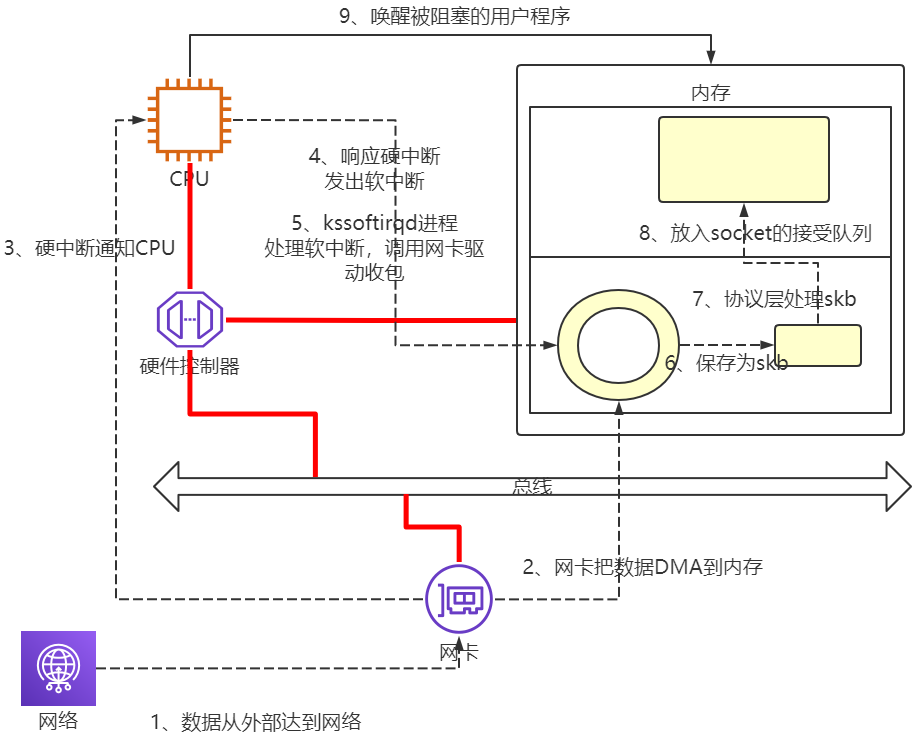 9、唤醒被阻塞的用户程序
内存
CPU
4、响应硬中断
发出软中断
3、硬中断通知CPU
5、kssoftirqd进程
处理软中断，调用网卡驱
动收包
8、放入socket的接受队列
7、协议层处理skb
硬件控制器
6、保存为skb
总线
2、网卡把数据DMA到内存
网卡
网络
1、数据从外部达到网络